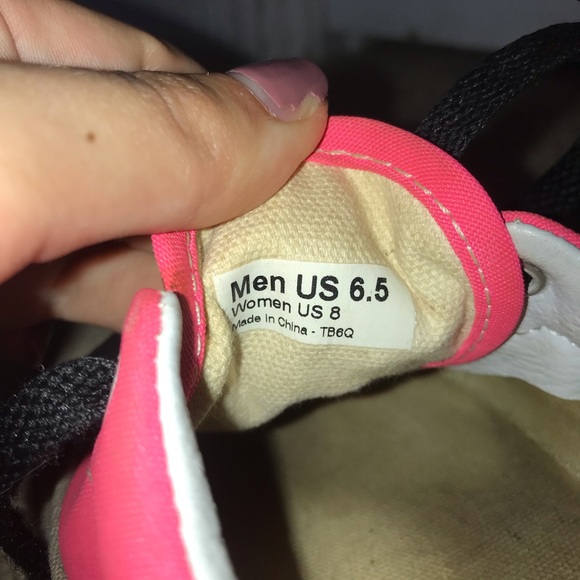 Men US 6.5
Women US 8
Made in China - TB6Q